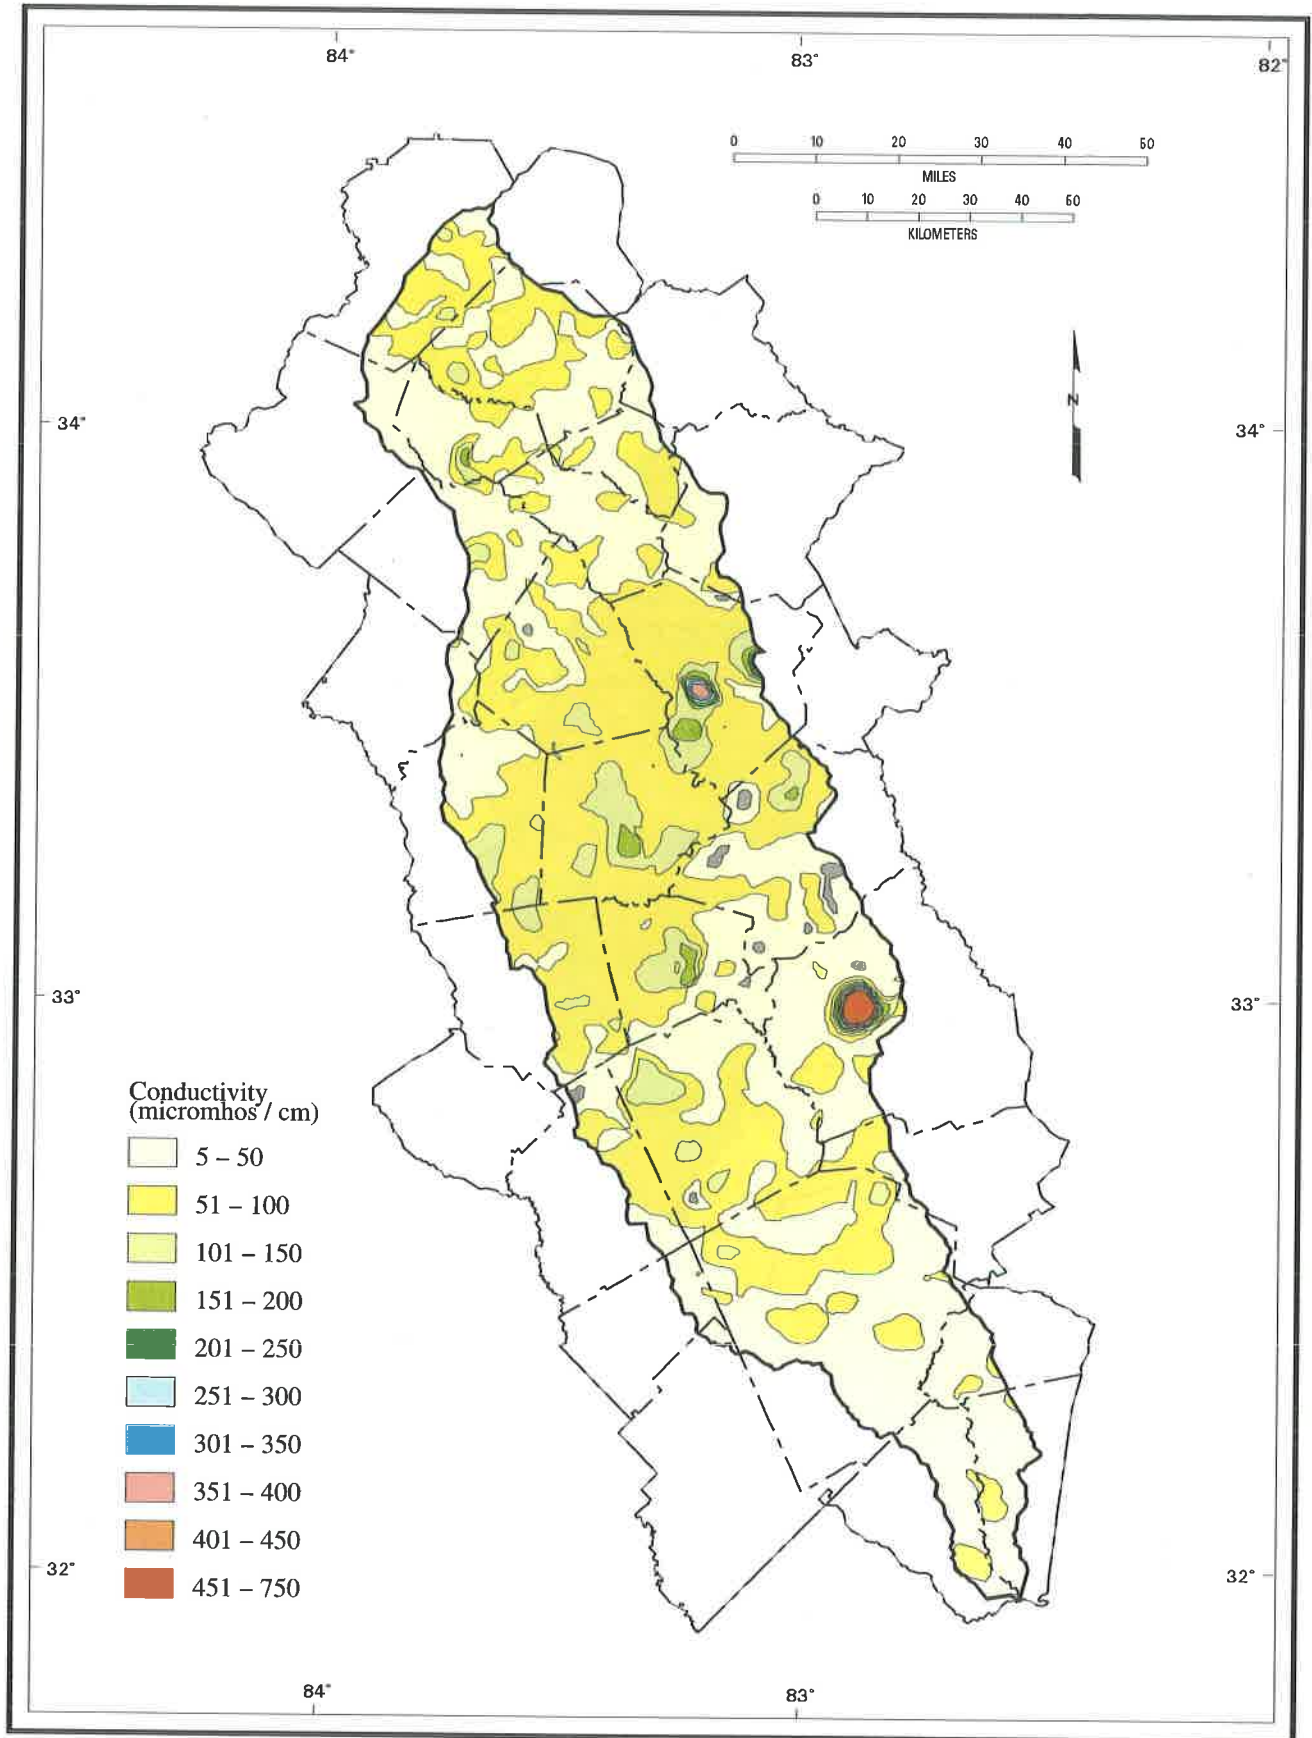 84°
83°
82°
0 10 20 30 40 50
MILES
0 10 20 30 40 50
KILOMETERS
N
34°
34°
33°
33°
Conductivity
(micromhos / cm)
5 – 50
51 – 100
101 – 150
151 – 200
201 – 250
251 – 300
301 – 350
351 – 400
401 – 450
451 – 750
32°
32°
84°
83°